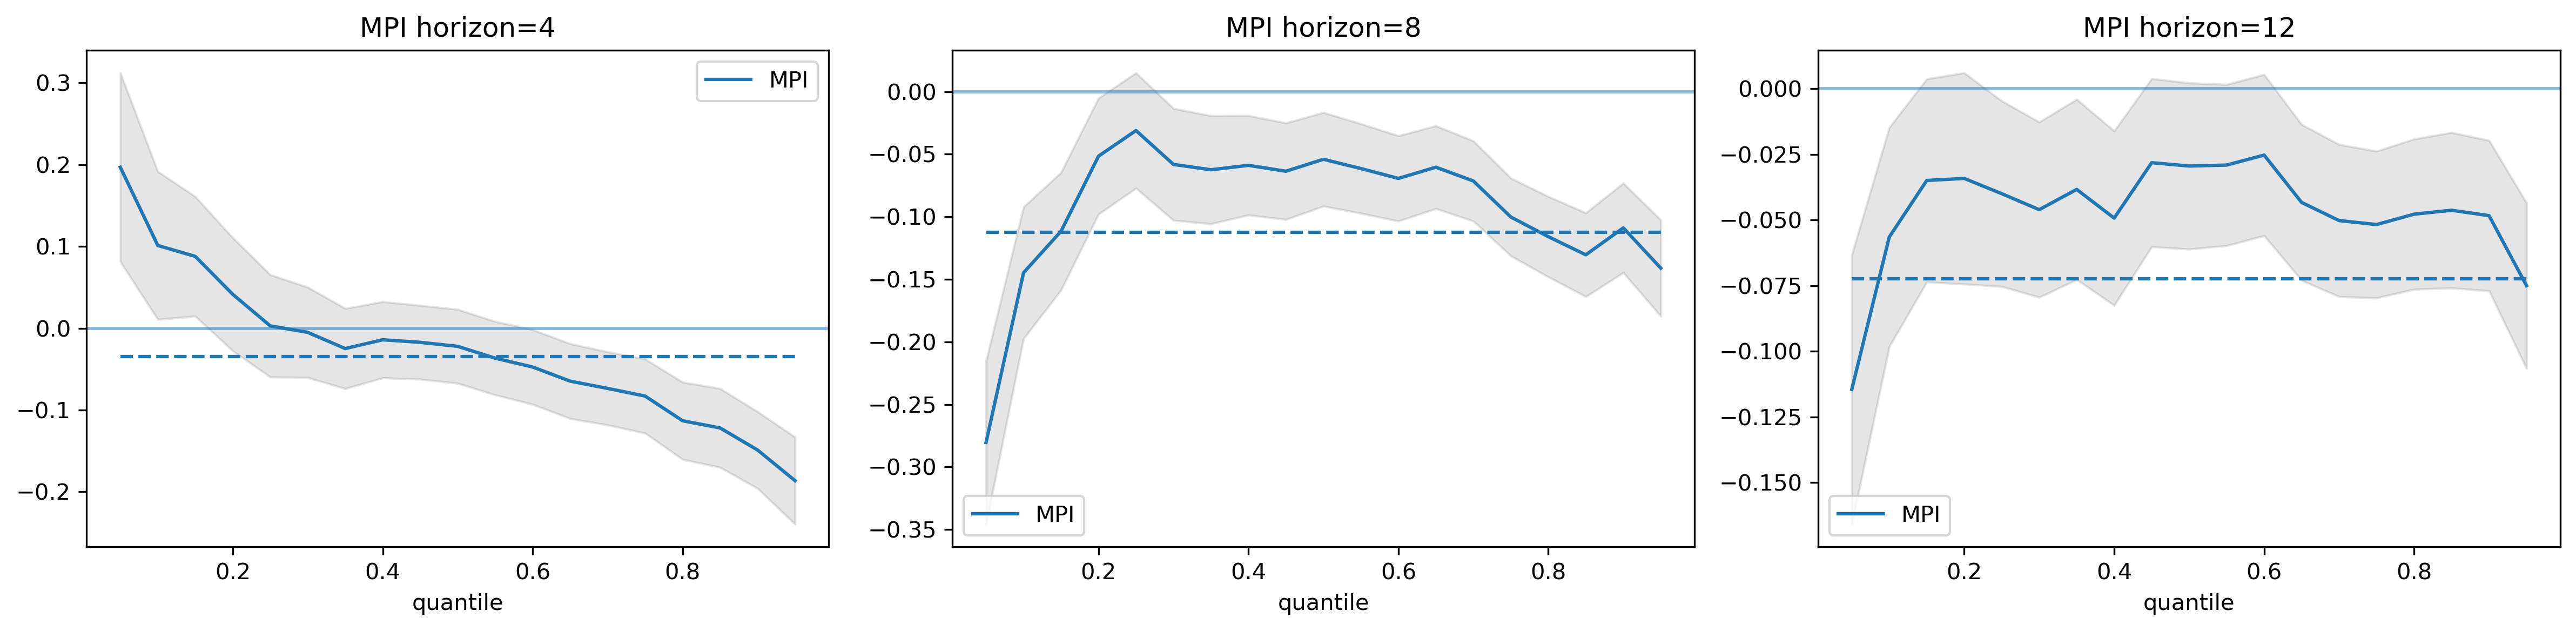 MPI horizon=4
0.3
0.2
0.1
0.0
−0.1
−0.2
MPI
0.2 0.4 0.6 0.8
quantile
MPI horizon=8
0.00
−0.05
−0.10
−0.15
−0.20
−0.25
−0.30
−0.35
MPI
0.2 0.4 0.6 0.8
quantile
MPI horizon=12
0.000
−0.025
−0.050
−0.075
−0.100
−0.125
−0.150
MPI
0.2 0.4 0.6 0.8
quantile